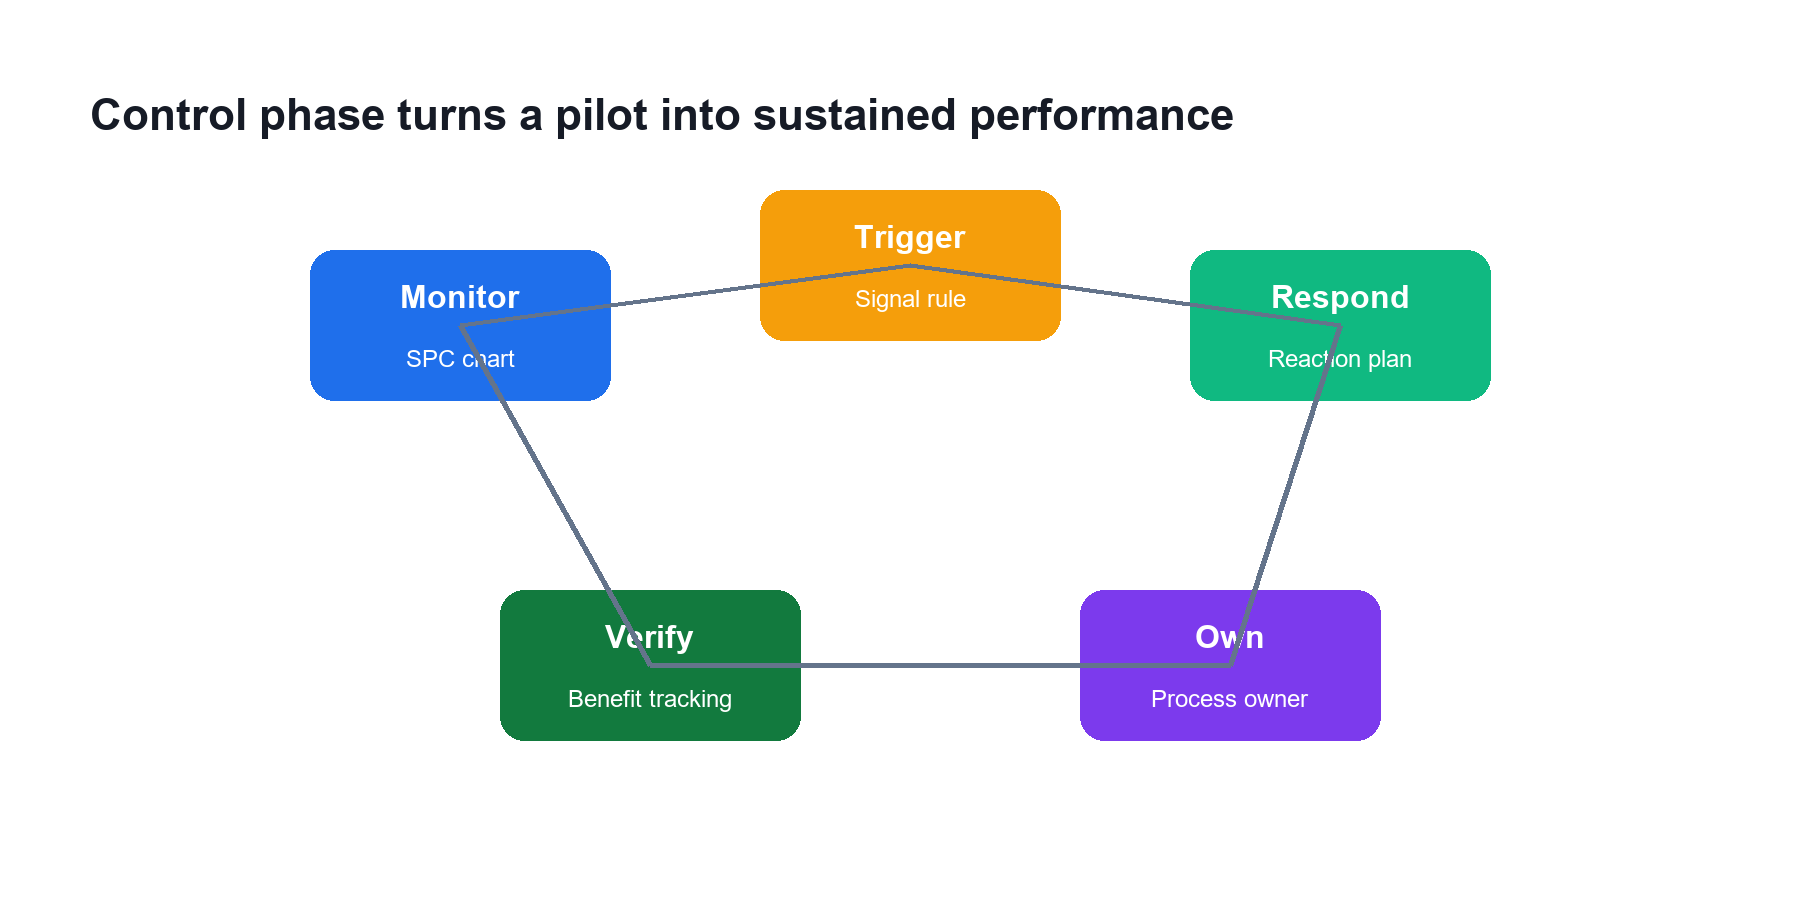 Control phase turns a pilot into sustained performance
Monitor
SPC chart
Trigger
Signal rule
Respond
Reaction plan
Verify
Benefit tracking
Own
Process owner